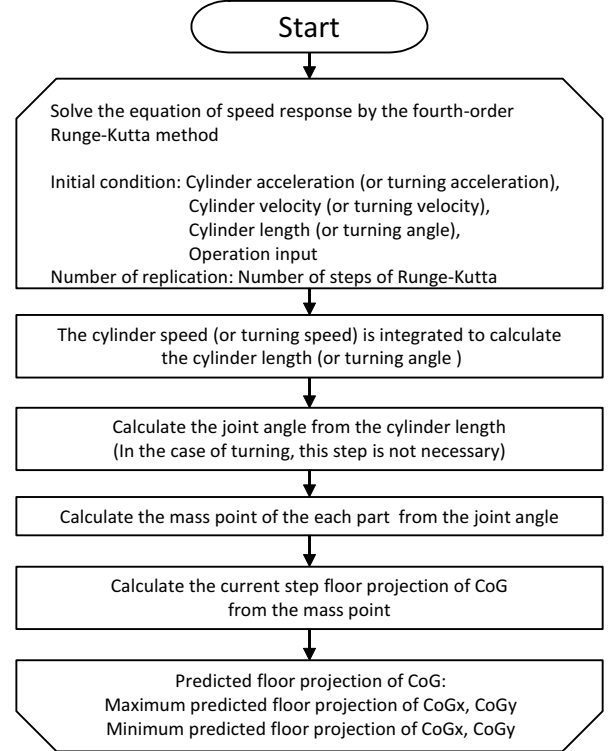 Start
Solve the equation of speed response by the fourth-order
Runge-Kutta method
Initial condition: Cylinder acceleration (or turning acceleration),
Cylinder velocity (or turning velocity),
Cylinder length (or turning angle),
Operation input
Number of replication: Number of steps of Runge-Kutta
The cylinder speed (or turning speed) is integrated to calculate
the cylinder length (or turning angle )
Calculate the joint angle from the cylinder length
(In the case of turning, this step is not necessary)
Calculate the mass point of the each part from the joint angle
Calculate the current step floor projection of CoG
from the mass point
Predicted floor projection of CoG:
Maximum predicted floor projection of CoGx, CoGy
Minimum predicted floor projection of CoGx, CoGy